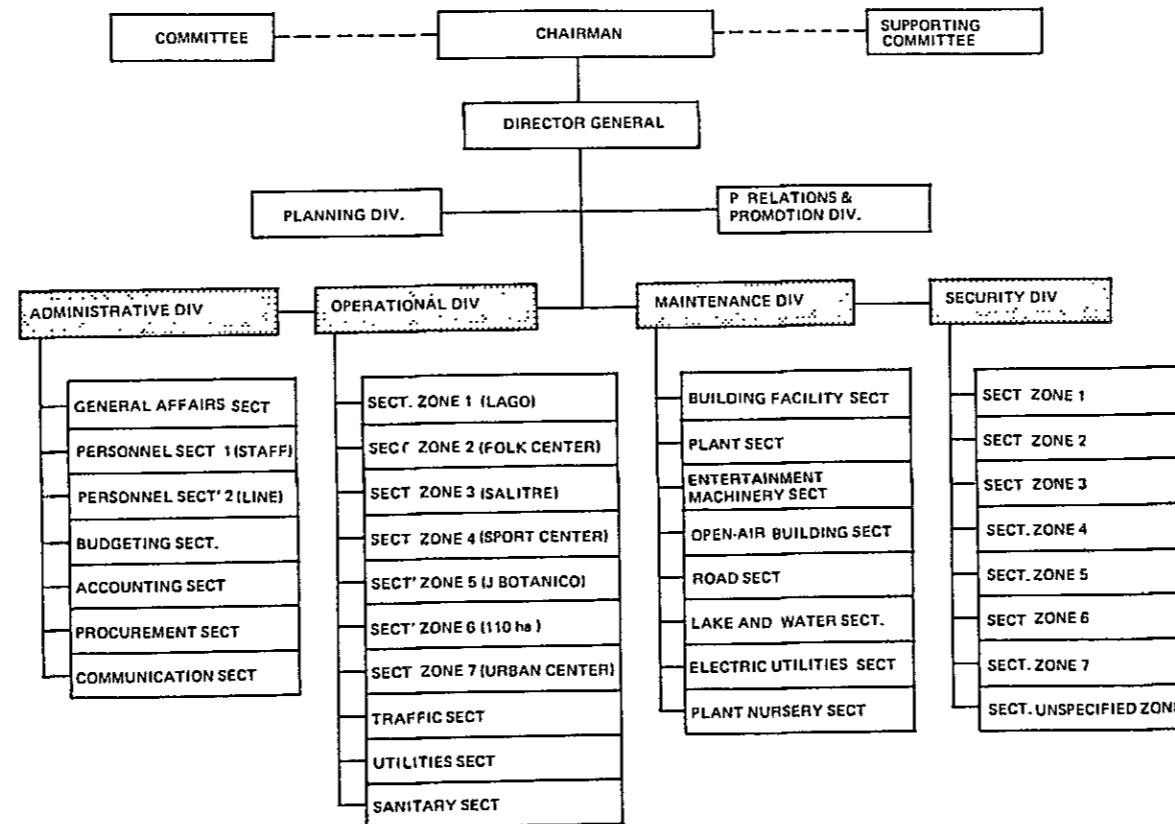 COMMITTEE
CHAIRMAN
SUPPORTING
COMMITTEE
DIRECTOR GENERAL
PLANNING DIV.
P RELATIONS &
PROMOTION DIV.
ADMINISTRATIVE DIV
OPERATIONAL DIV
MAINTENANCE DIV
SECURITY DIV
GENERAL AFFAIRS SECT
PERSONNEL SECT 1 (STAFF)
PERSONNEL SECT' 2 (LINE)
BUDGETING SECT.
ACCOUNTING SECT
PROCUREMENT SECT
COMMUNICATION SECT
SECT. ZONE 1 (LAGO)
SECT ZONE 2 (FOLK CENTER)
SECT ZONE 3 (SALITRE)
SECT ZONE 4 (SPORT CENTER)
SECT' ZONE 5 (J BOTANICO)
SECT' ZONE 6 (110 ha)
SECT ZONE 7 (URBAN CENTER)
TRAFFIC SECT
UTILITIES SECT
SANITARY SECT
BUILDING FACILITY SECT
PLANT SECT
ENTERTAINMENT
MACHINERY SECT
OPEN-AIR BUILDING SECT
ROAD SECT
LAKE AND WATER SECT.
ELECTRIC UTILITIES SECT
PLANT NURSERY SECT
SECT ZONE 1
SECT ZONE 2
SECT ZONE 3
SECT. ZONE 4
SECT. ZONE 5
SECT ZONE 6
SECT. ZONE 7
SECT. UNSPECIFIED ZONE